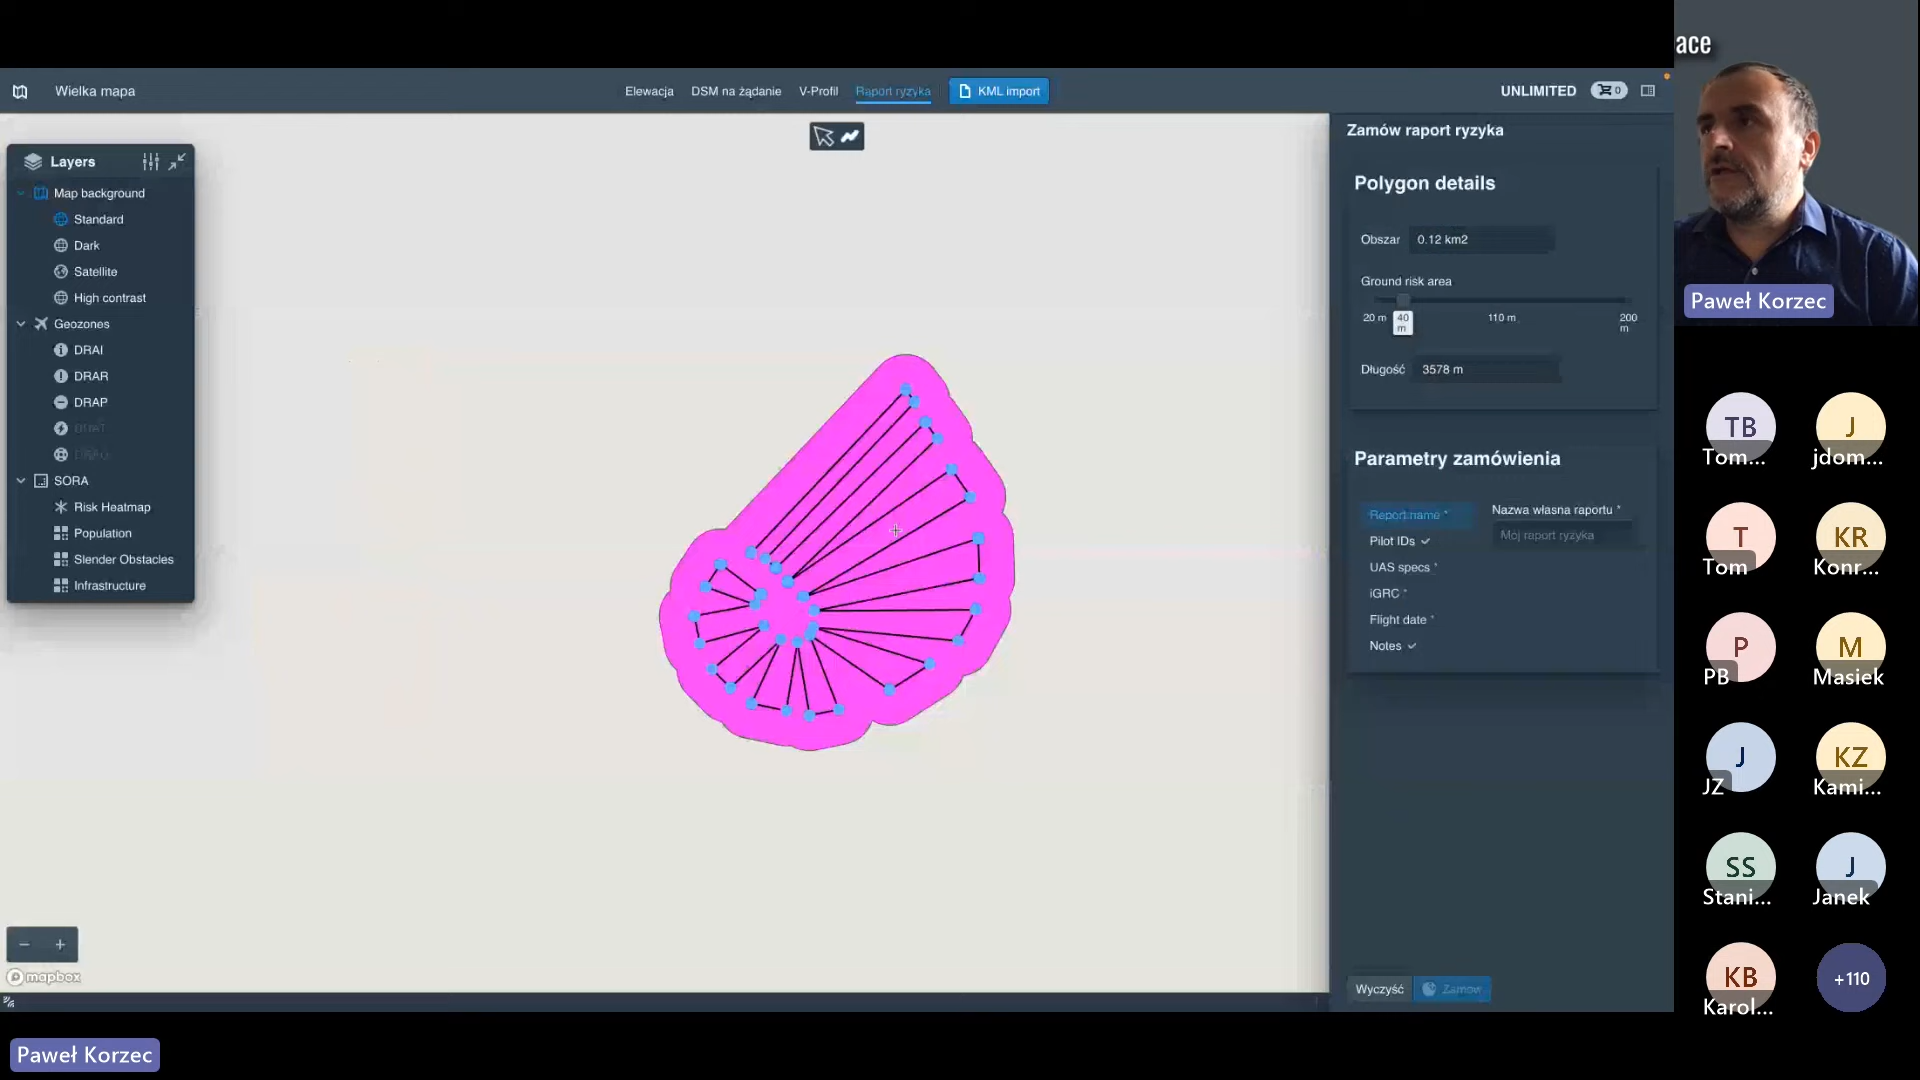 ace
Wielka mapa
Elewacja
DSM na żądanie
V-Profil
Raport ryzyka
KML import
UNLIMITED
0
Layers
Map background
Standard
Dark
Satellite
High contrast
Geozones
DRAI
DRAR
DRAP
SORA
Risk Heatmap
Population
Slender Obstacles
Infrastructure
mapbox
Zamów raport ryzyka
Polygon details
Obszar 0.12 km2
Ground risk area
20 m 40 m 110 m 200 m
Długość 3578 m
Parametry zamówienia
Report name *
Pilot IDs
UAS specs *
iGRC *
Flight date *
Notes
Nazwa własna raportu *
Mój raport ryzyka
Wyczyść
Zamów
Paweł Korzec
TB
Tom...
J
jdom...
T
Tom
KR
Konr...
P
PB
M
Masiek
J
JZ
KZ
Kami...
SS
Stani...
J
Janek
KB
Karol...
+110
Paweł Korzec